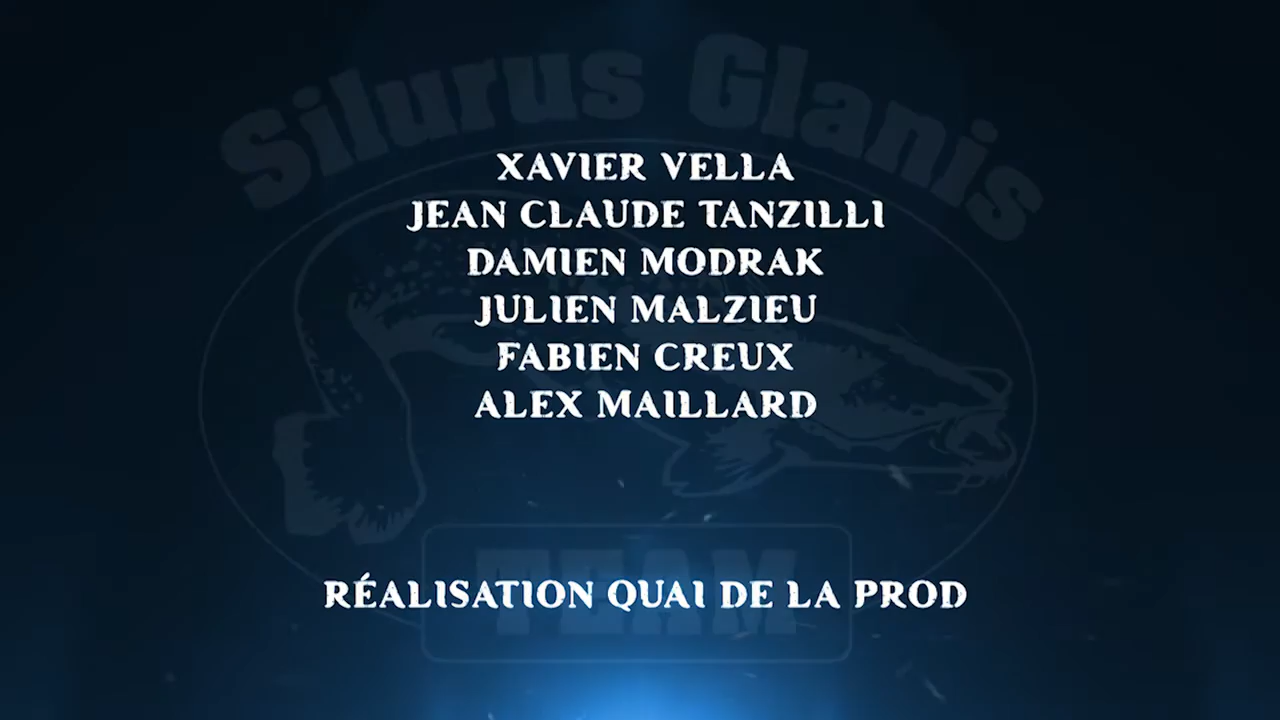 Silurus Glanis
XAVIER VELLA
JEAN CLAUDE TANZILLI
DAMIEN MODRAK
JULIEN MALZIEU
FABIEN CREUX
ALEX MAILLARD
TEAM
RÉALISATION QUAI DE LA PROD